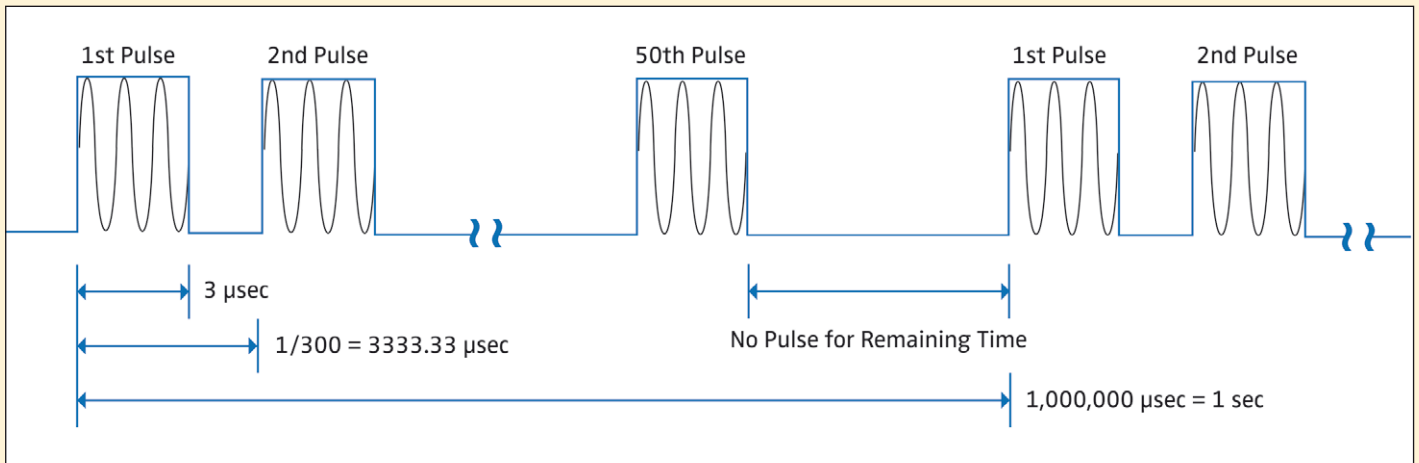 1st Pulse
2nd Pulse
50th Pulse
1st Pulse
2nd Pulse
3 µsec
1/300 = 3333.33 µsec
No Pulse for Remaining Time
1,000,000 µsec = 1 sec